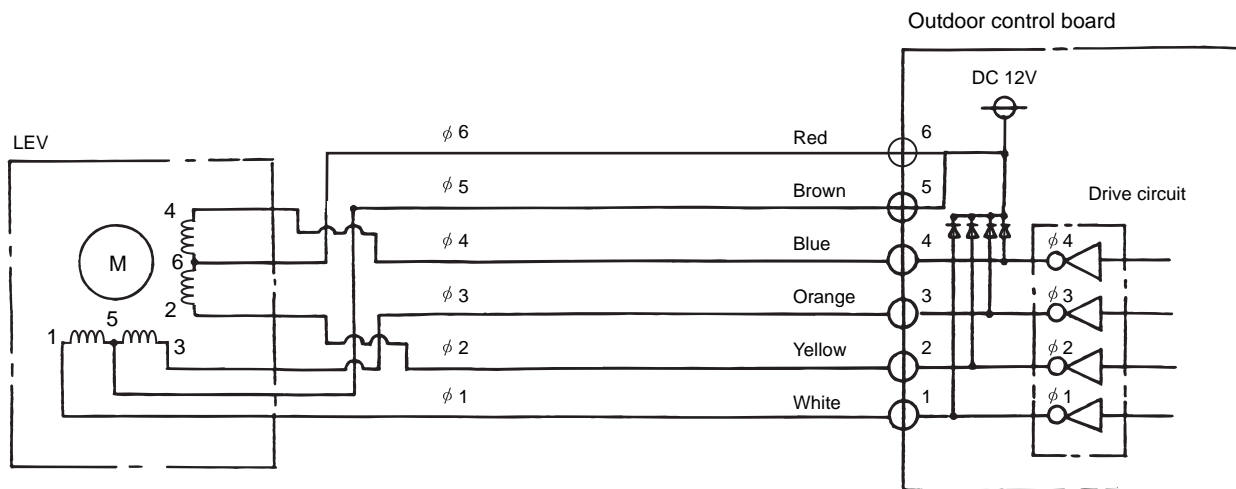 Outdoor control board
DC 12V
LEV
ϕ 6 Red 6
ϕ 5 Brown 5
Drive circuit
4
ϕ 4 Blue 4 ϕ 4
M 6
ϕ 3 Orange 3 ϕ 3
2
5
1 3
ϕ 2 Yellow 2 ϕ 2
ϕ 1 White 1 ϕ 1